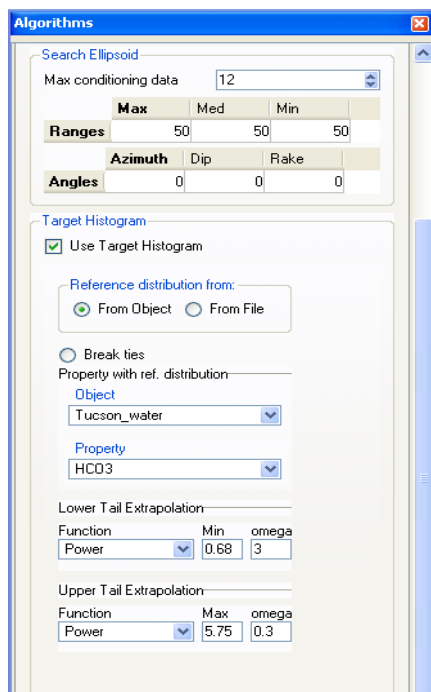 Algorithms
Search Ellipsoid
Max conditioning data 12
Max Med Min
Ranges 50 50 50
Azimuth Dip Rake
Angles 0 0 0
Target Histogram
Use Target Histogram
Reference distribution from:
From Object From File
Break ties
Property with ref. distribution
Object
Tucson_water
Property
HCO3
Lower Tail Extrapolation
Function Min omega
Power 0.68 3
Upper Tail Extrapolation
Function Max omega
Power 5.75 0.3